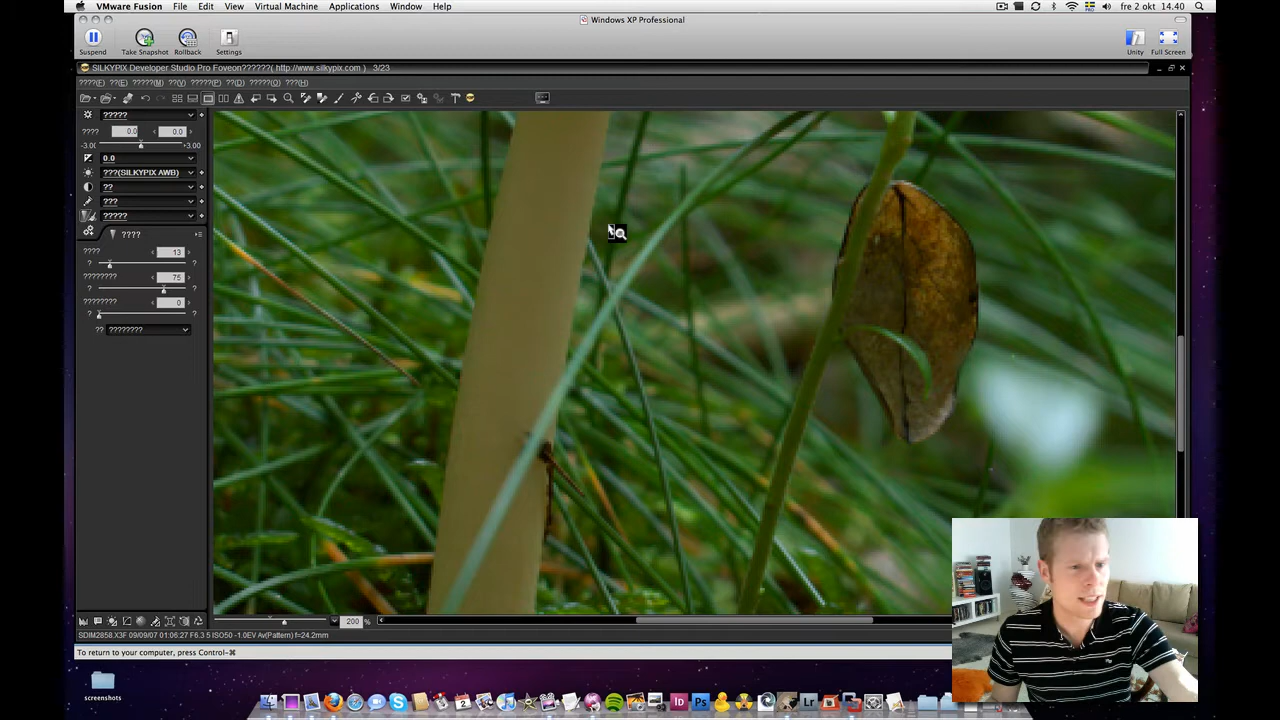 VMware Fusion File Edit View Virtual Machine Applications Window Help fre 2 okt 14.40
Windows XP Professional
Suspend Take Snapshot Rollback Settings Unity Full Screen
SILKYPIX Developer Studio Pro Foveon??????( http://www.silkypix.com ) 3/23
????(F) ??(E) ?????(M) ??(V) ?????(P) ??(D) ?????(O) ???(H)
?????
???? 0.0 0.0
-3.00 +3.00
0.0
???(SILKYPIX AWB)
??
???
?????
????
???? 13
? ?
???????? 75
? ?
???????? 0
? ?
?? ????????
200 %
SDIM2858.X3F 09/09/07 01:06:27 F6.3 5 ISO50 -1.0EV Av(Pattern) f=24.2mm
To return to your computer, press Control-⌘
screenshots
Id Ps Lr